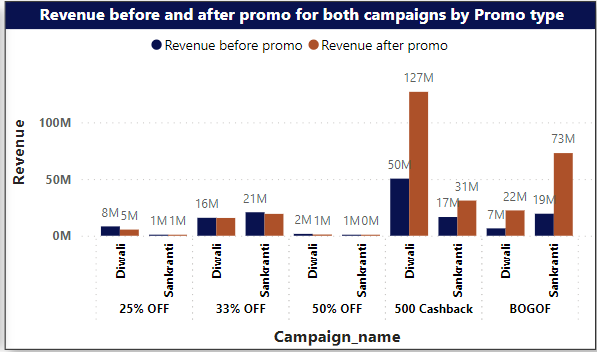 Revenue before and after promo for both campaigns by Promo type
Revenue before promo Revenue after promo
Revenue
100M
50M
0M
8M 5M 1M 1M 16M 21M 2M 1M 1M 0M 50M 127M 17M 31M 7M 22M 19M 73M
Diwali Sankranti Diwali Sankranti Diwali Sankranti Diwali Sankranti Diwali Sankranti
25% OFF 33% OFF 50% OFF 500 Cashback BOGOF
Campaign_name